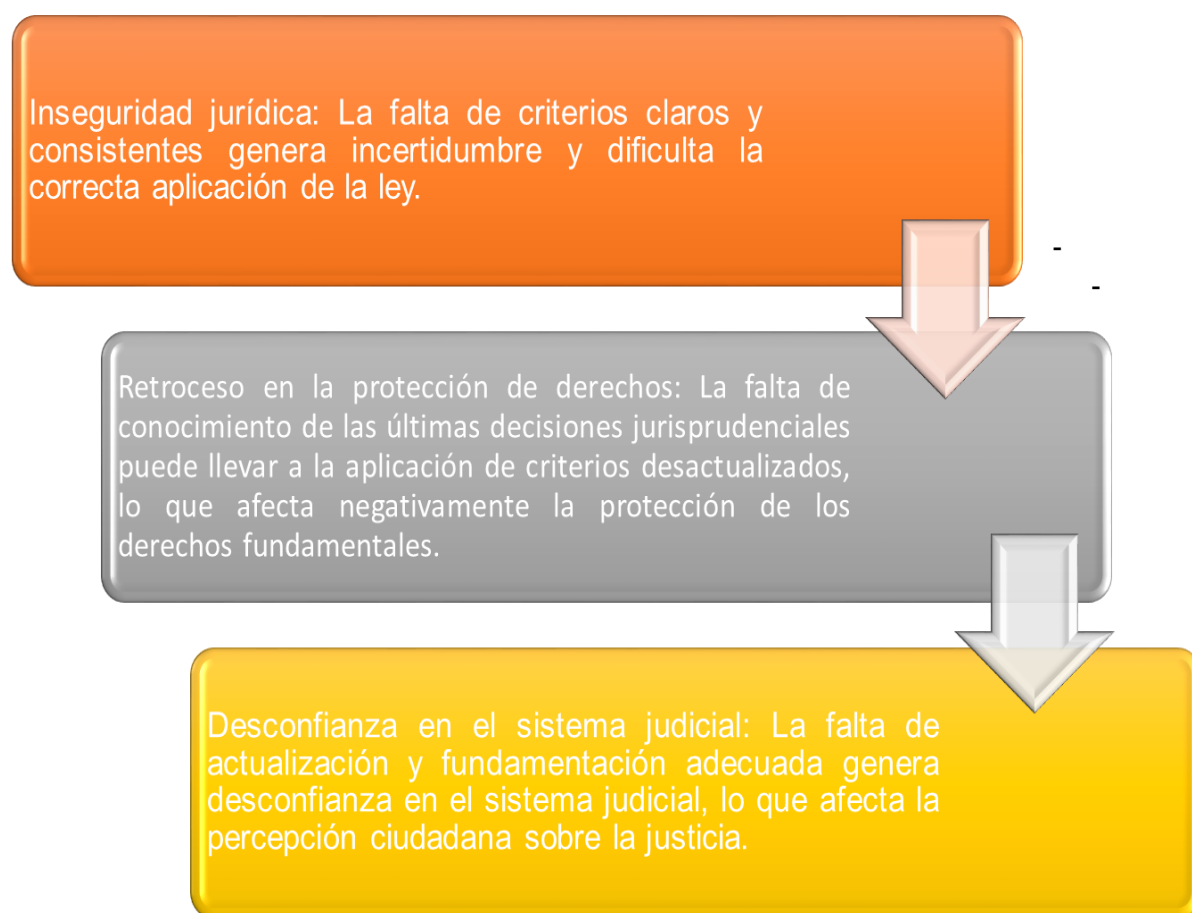 Inseguridad jurídica: La falta de criterios claros y
consistentes genera incertidumbre y dificulta la
correcta aplicación de la ley.
-
-
Retroceso en la protección de derechos: La falta de
conocimiento de las últimas decisiones jurisprudenciales
puede llevar a la aplicación de criterios desactualizados,
lo que afecta negativamente la protección de los
derechos fundamentales.
Desconfianza en el sistema judicial: La falta de
actualización y fundamentación adecuada genera
desconfianza en el sistema judicial, lo que afecta la
percepción ciudadana sobre la justicia.